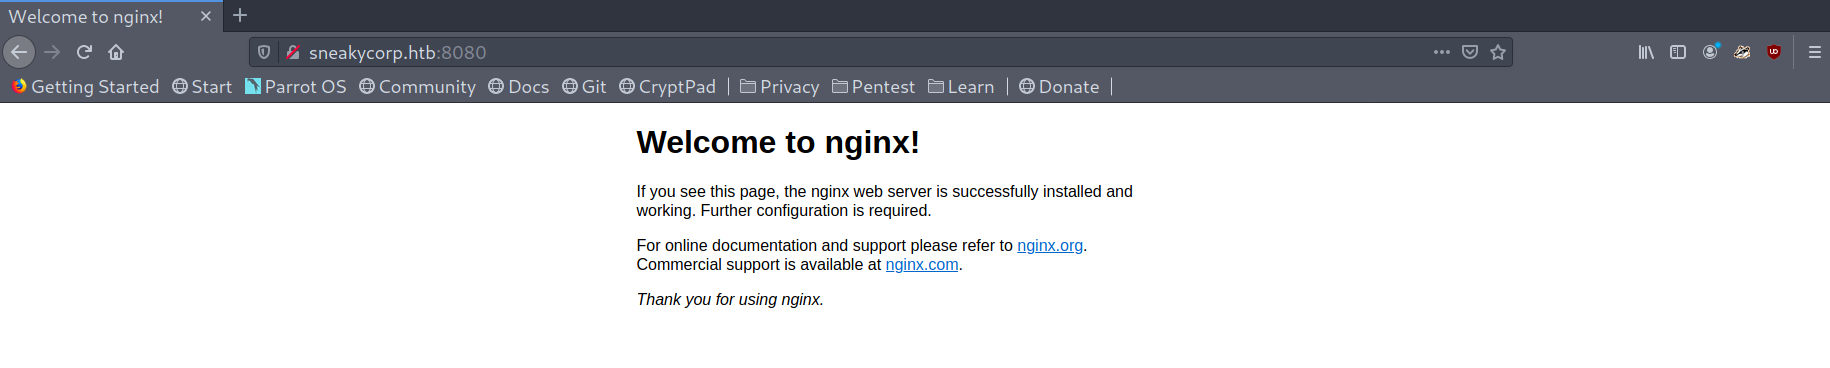 Welcome to nginx!
sneakycorp.htb:8080
Getting Started Start Parrot OS Community Docs Git CryptPad Privacy Pentest Learn Donate
Welcome to nginx!
If you see this page, the nginx web server is successfully installed and
working. Further configuration is required.
For online documentation and support please refer to nginx.org.
Commercial support is available at nginx.com.
Thank you for using nginx.